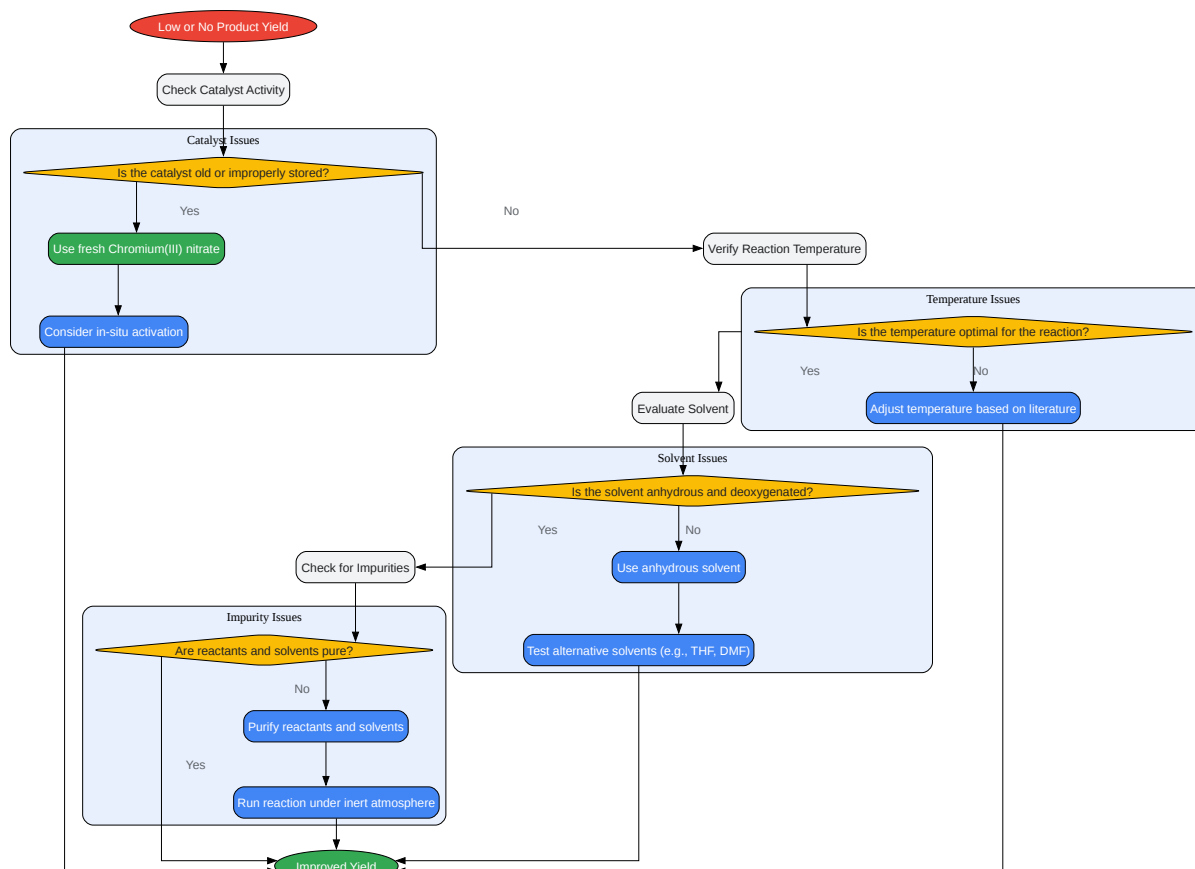 Low or No Product Yield
Check Catalyst Activity
Catalyst Issues
Is the catalyst old or improperly stored?
Yes
No
Use fresh Chromium(III) nitrate
Verify Reaction Temperature
Temperature Issues
Consider in-situ activation
Is the temperature optimal for the reaction?
Yes
No
Evaluate Solvent
Adjust temperature based on literature
Solvent Issues
Is the solvent anhydrous and deoxygenated?
Yes
No
Check for Impurities
Use anhydrous solvent
Impurity Issues
Are reactants and solvents pure?
Test alternative solvents (e.g., THF, DMF)
No
Purify reactants and solvents
Yes
Run reaction under inert atmosphere
Improved Yield